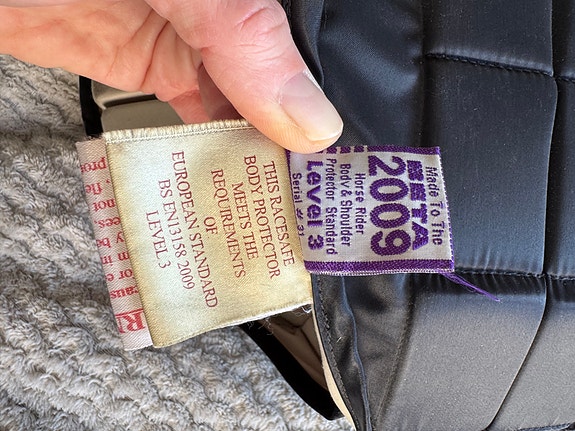 THIS RACESAFE
BODY PROTECTOR
MEETS THE
REQUIREMENTS
OF
EUROPEAN STANDARD
BS EN13158 2009
LEVEL 3
Made To The
BETA
2009
Horse Rider
Body & Shoulder
Protector Standard
Level 3
Serial # 31